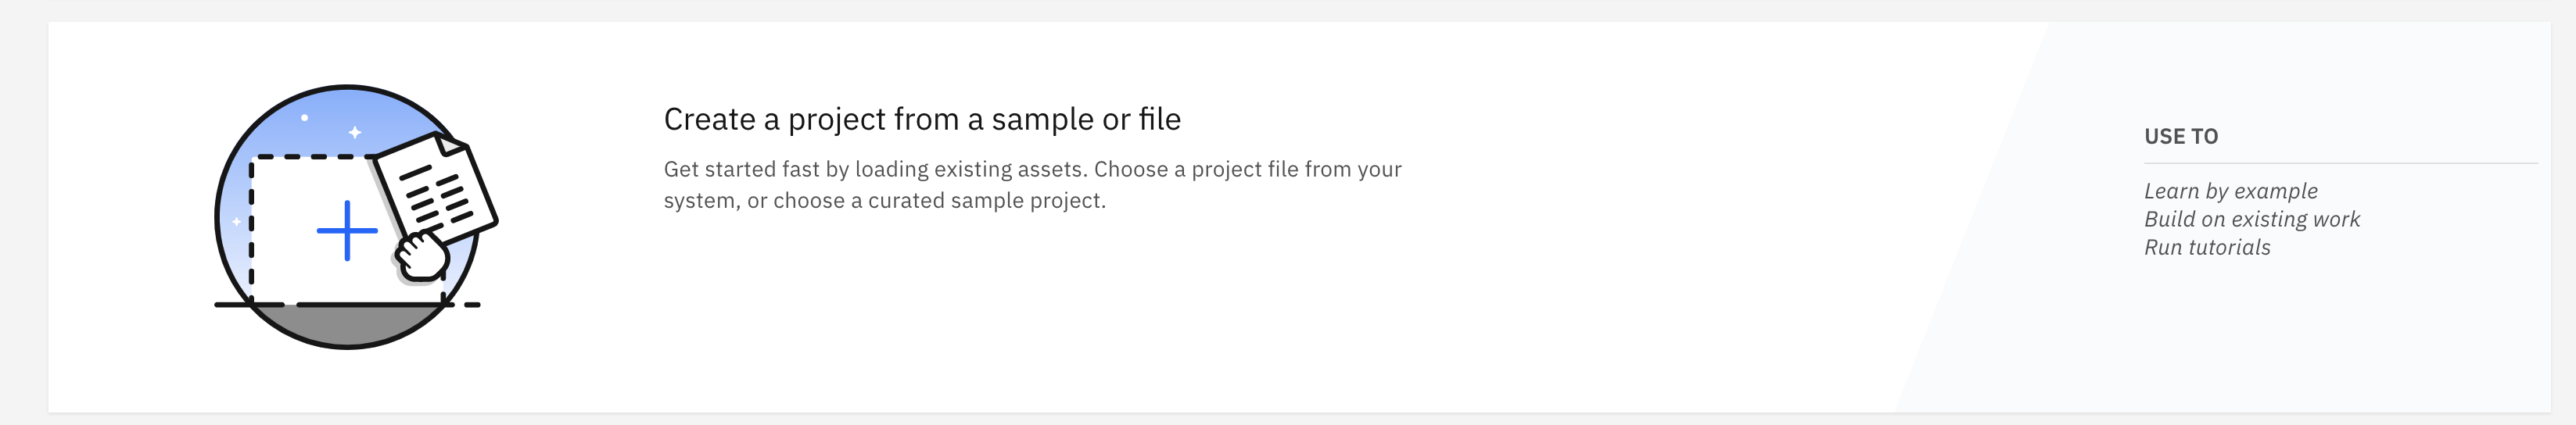 Create a project from a sample or file
Get started fast by loading existing assets. Choose a project file from your
system, or choose a curated sample project.
USE TO
Learn by example
Build on existing work
Run tutorials